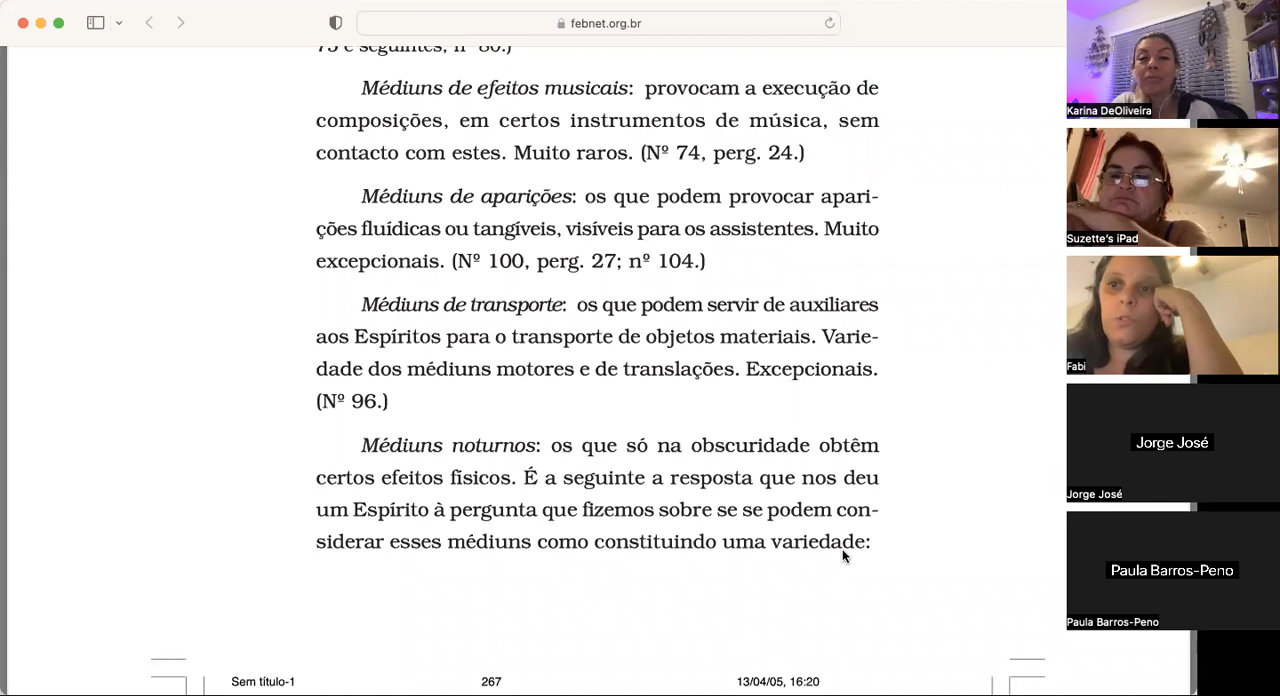 febnet.org.br
75 e seguintes, nº 80.)
Médiuns de efeitos musicais: provocam a execução de
composições, em certos instrumentos de música, sem
contacto com estes. Muito raros. (Nº 74, perg. 24.)
Médiuns de aparições: os que podem provocar apari-
ções fluídicas ou tangíveis, visíveis para os assistentes. Muito
excepcionais. (Nº 100, perg. 27; nº 104.)
Médiuns de transporte: os que podem servir de auxiliares
aos Espíritos para o transporte de objetos materiais. Varie-
dade dos médiuns motores e de translações. Excepcionais.
(Nº 96.)
Médiuns noturnos: os que só na obscuridade obtêm
certos efeitos físicos. É a seguinte a resposta que nos deu
um Espírito à pergunta que fizemos sobre se se podem con-
siderar esses médiuns como constituindo uma variedade:
Sem título-1
267
13/04/05, 16:20
Karina DeOliveira
Suzette's iPad
Fabi
Jorge José
Jorge José
Paula Barros-Peno
Paula Barros-Peno